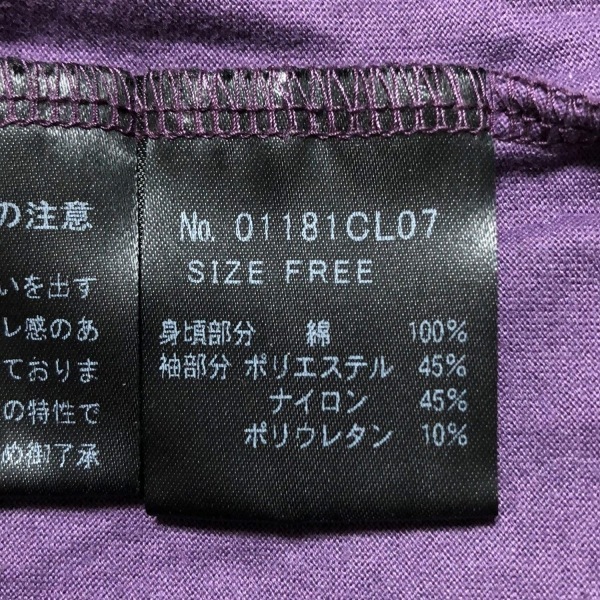 の注意
いを出す
レ感のあ
ておりま
の特性で
め御了承
No. 01181CL07
SIZE FREE
身頃部分 綿 100%
袖部分 ポリエステル 45%
ナイロン 45%
ポリウレタン 10%